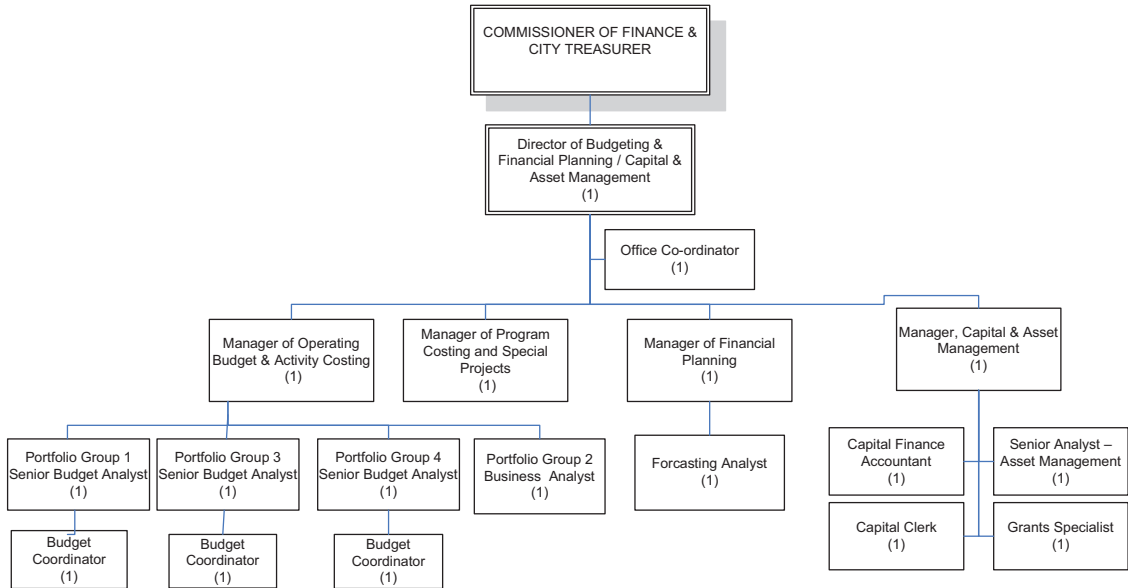 COMMISSIONER OF FINANCE &
CITY TREASURER
Director of Budgeting &
Financial Planning / Capital &
Asset Management
(1)
Office Co-ordinator
(1)
Manager of Operating
Budget & Activity Costing
(1)
Manager of Program
Costing and Special
Projects
(1)
Manager of Financial
Planning
(1)
Manager, Capital & Asset
Management
(1)
Portfolio Group 1
Senior Budget Analyst
(1)
Portfolio Group 3
Senior Budget Analyst
(1)
Portfolio Group 4
Senior Budget Analyst
(1)
Portfolio Group 2
Business Analyst
(1)
Forcasting Analyst
(1)
Capital Finance
Accountant
(1)
Senior Analyst –
Asset Management
(1)
Budget
Coordinator
(1)
Budget
Coordinator
(1)
Budget
Coordinator
(1)
Capital Clerk
(1)
Grants Specialist
(1)